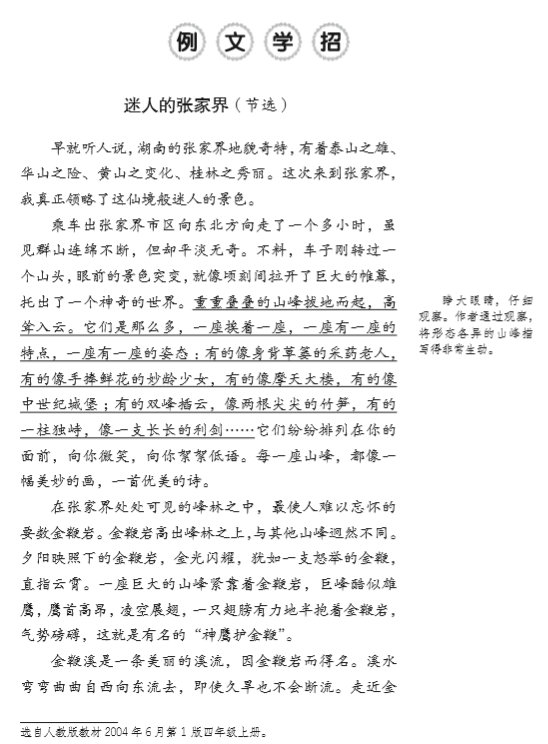 例文学招
迷人的张家界（节选）
早就听人说，湖南的张家界地貌奇特，有着泰山之雄、
华山之险、黄山之变化、桂林之秀丽。这次来到张家界，
我真正领略了这仙境般迷人的景色。
乘车出张家界市区向东北方向走了一个多小时，虽
见群山连绵不断，但却平淡无奇。不料，车子刚转过一
个山头，眼前的景色突变，就像顷刻间拉开了巨大的帷幕，
托出了一个神奇的世界。重重叠叠的山峰拔地而起，高
耸入云。它们是那么多，一座挨着一座，一座有一座的
特点，一座有一座的姿态：有的像身背草篓的采药老人，
有的像手捧鲜花的妙龄少女，有的像摩天大楼，有的像
中世纪城堡；有的双峰插云，像两根尖尖的竹笋，有的
一柱独峙，像一支长长的利剑……它们纷纷排列在你的
面前，向你微笑，向你絮絮低语。每一座山峰，都像一
幅美妙的画，一首优美的诗。
睁大眼睛，仔细
观察。作者通过观察，
将形态各异的山峰描
写得非常生动。
在张家界处处可见的峰林之中，最使人难以忘怀的
要数金鞭岩。金鞭岩高出峰林之上，与其他山峰迥然不同。
夕阳映照下的金鞭岩，金光闪耀，犹如一支怒举的金鞭，
直指云霄。一座巨大的山峰紧靠着金鞭岩，巨峰酷似雄
鹰，鹰首高昂，凌空展翅，一只翅膀有力地半抱着金鞭岩，
气势磅礴，这就是有名的“神鹰护金鞭”。
金鞭溪是一条美丽的溪流，因金鞭岩而得名。溪水
弯弯曲曲自西向东流去，即使久旱也不会断流。走近金
选自人教版教材 2004 年 6 月第 1 版四年级上册。